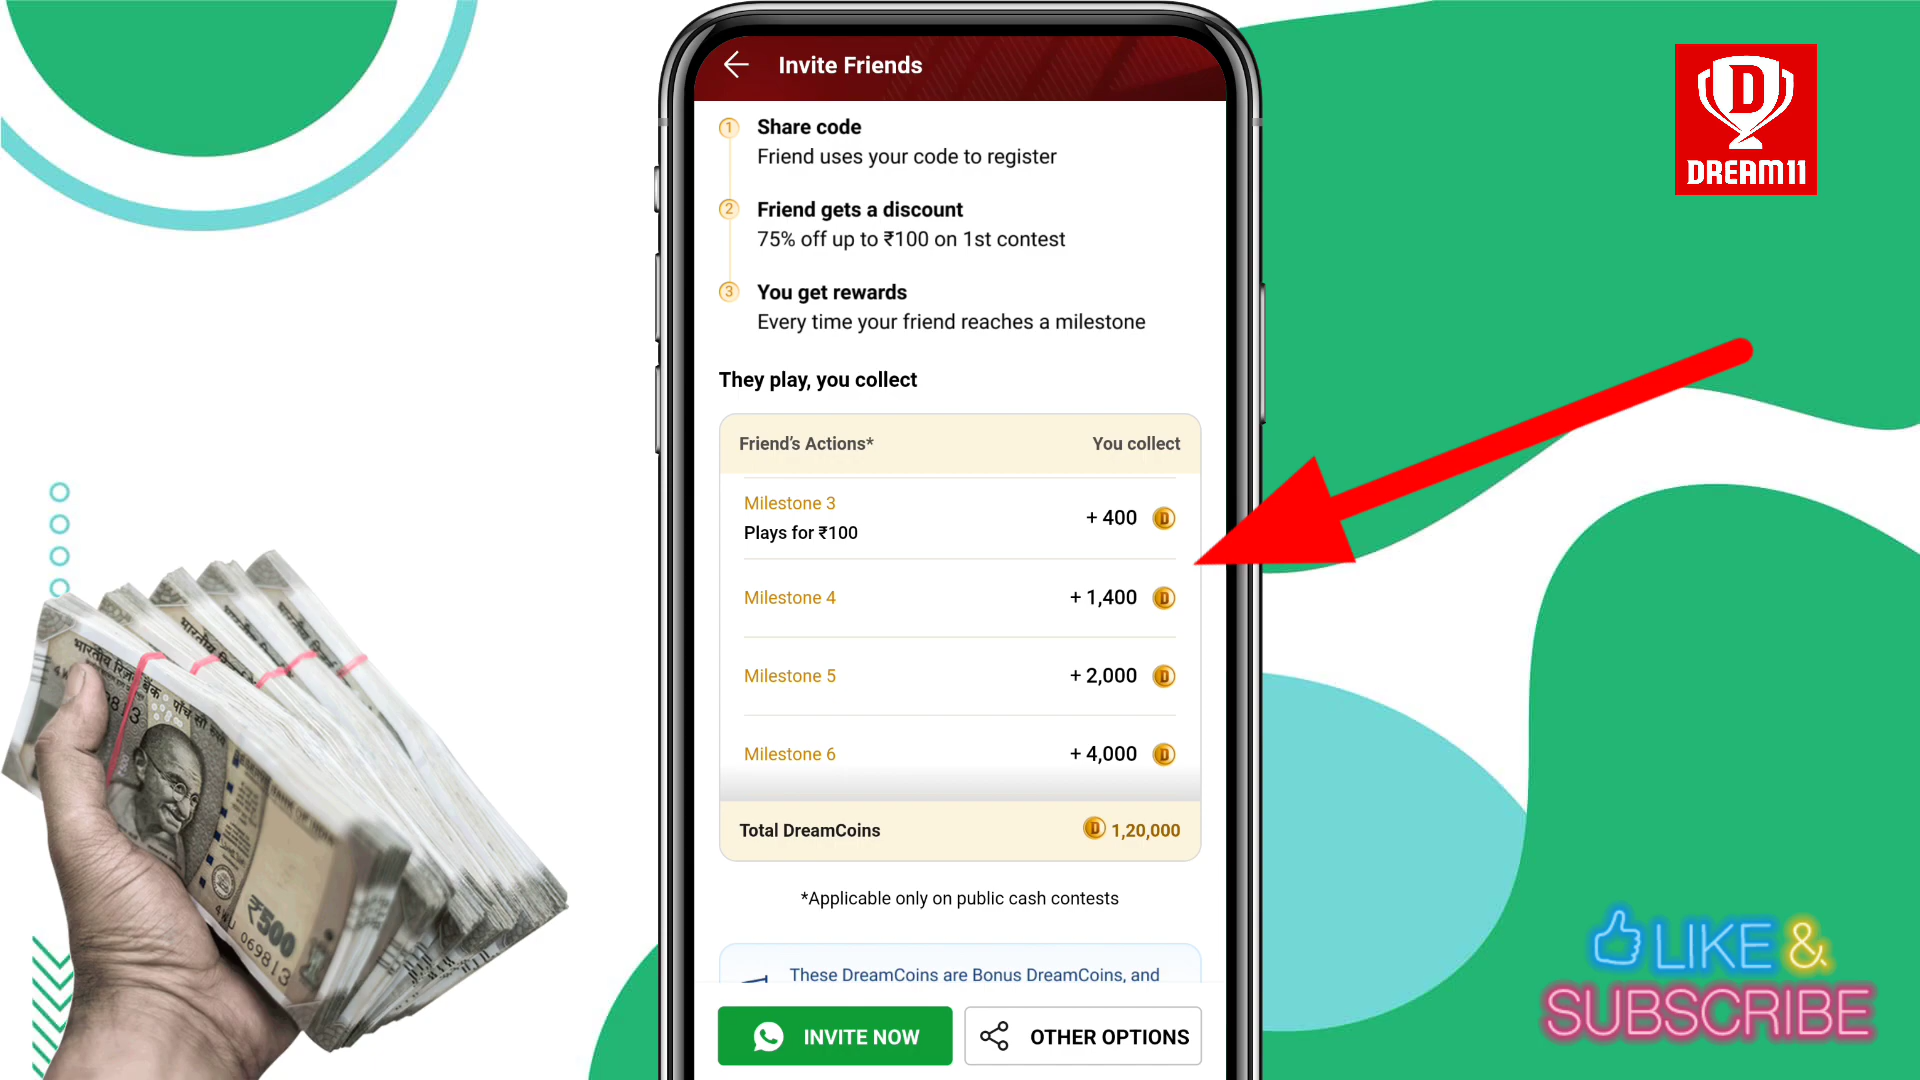 Invite Friends
1 Share code
Friend uses your code to register
2 Friend gets a discount
75% off up to ₹100 on 1st contest
3 You get rewards
Every time your friend reaches a milestone
They play, you collect
Friend's Actions* You collect
Milestone 3
Plays for ₹100
+ 400 D
Milestone 4 + 1,400 D
Milestone 5 + 2,000 D
Milestone 6 + 4,000 D
Total DreamCoins D 1,20,000
*Applicable only on public cash contests
These DreamCoins are Bonus DreamCoins, and
INVITE NOW
OTHER OPTIONS
D
DREAM11
भारतीय रिज़र्व बैंक
पाँच सौ रुपये
₹500
069813
LIKE &
SUBSCRIBE